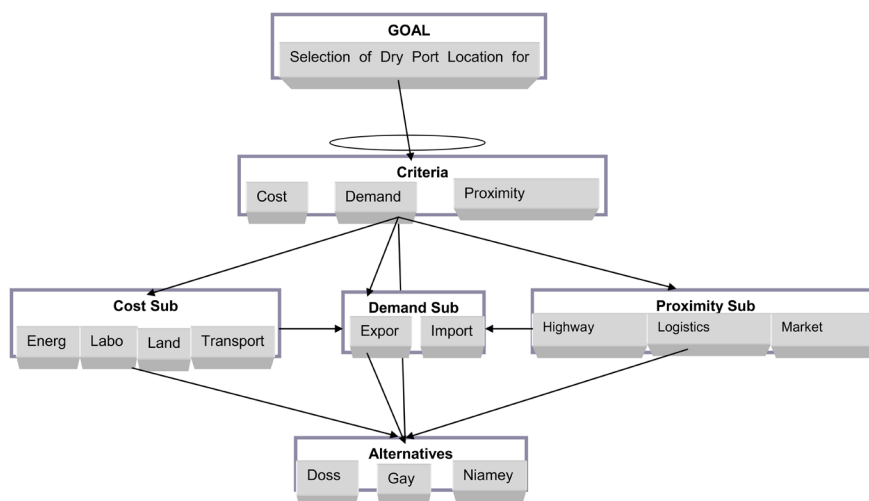 GOAL
Selection of Dry Port Location for
Criteria
Cost
Demand
Proximity
Cost Sub
Energ
Labo
Land
Transport
Demand Sub
Expor
Import
Proximity Sub
Highway
Logistics
Market
Alternatives
Doss
Gay
Niamey